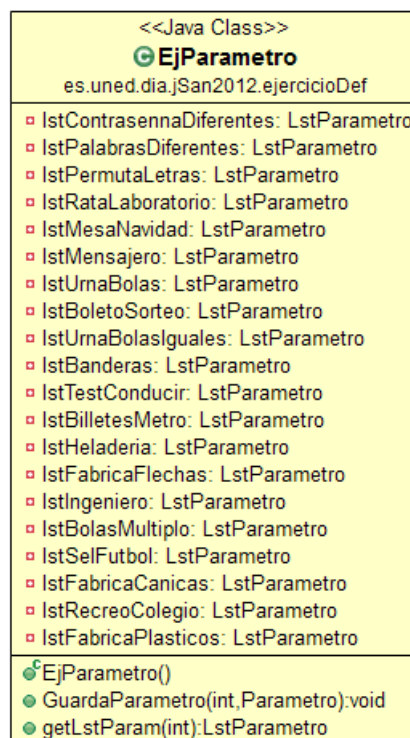 <<Java Class>>
EjParametro
es.uned.dia.jSan2012.ejercicioDef
lstContrasennaDiferentes: LstParametro
lstPalabrasDiferentes: LstParametro
lstPermutaLetras: LstParametro
lstRataLaboratorio: LstParametro
lstMesaNavidad: LstParametro
lstMensajero: LstParametro
lstUrnaBolas: LstParametro
lstBoletoSorteo: LstParametro
lstUrnaBolasIguales: LstParametro
lstBanderas: LstParametro
lstTestConducir: LstParametro
lstBilletesMetro: LstParametro
lstHeladeria: LstParametro
lstFabricaFlechas: LstParametro
lstIngeniero: LstParametro
lstBolasMultiplo: LstParametro
lstSelFutbol: LstParametro
lstFabricaCanicas: LstParametro
lstRecreoColegio: LstParametro
lstFabricaPlasticos: LstParametro
EjParametro()
GuardaParametro(int,Parametro):void
getLstParam(int):LstParametro